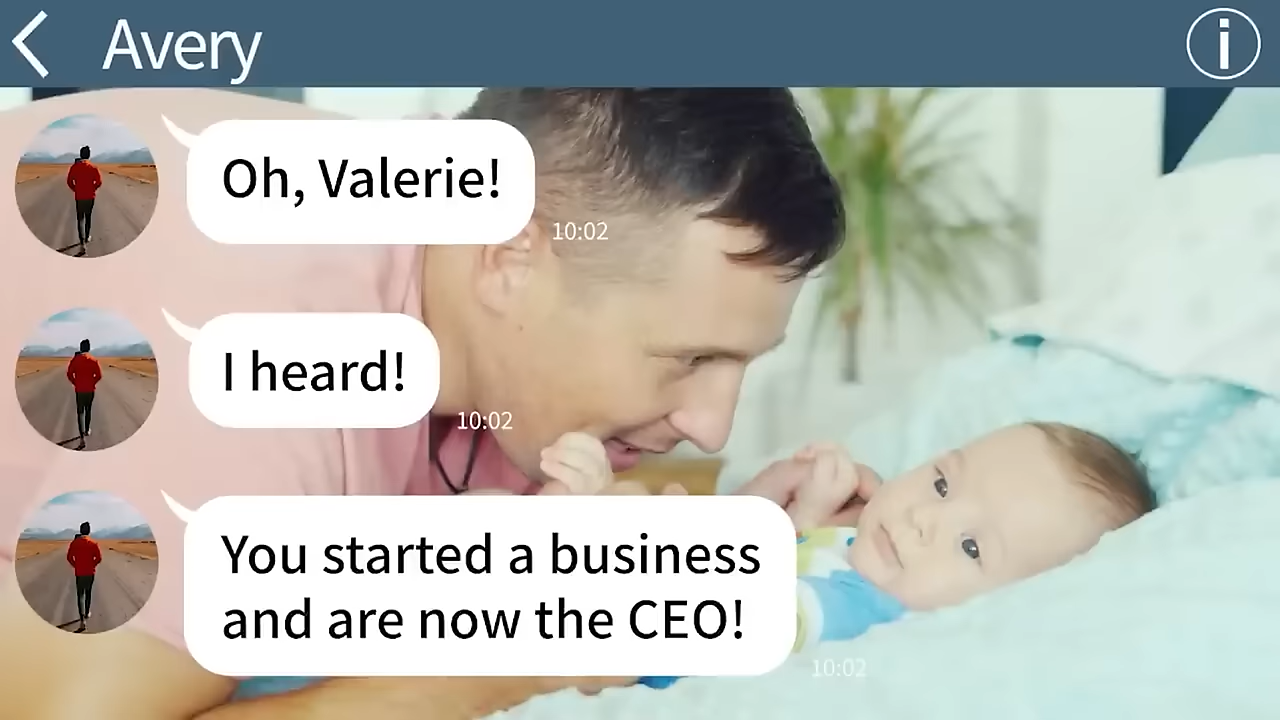 Avery
Oh, Valerie!
10:02
I heard!
10:02
You started a business
and are now the CEO!
10:02